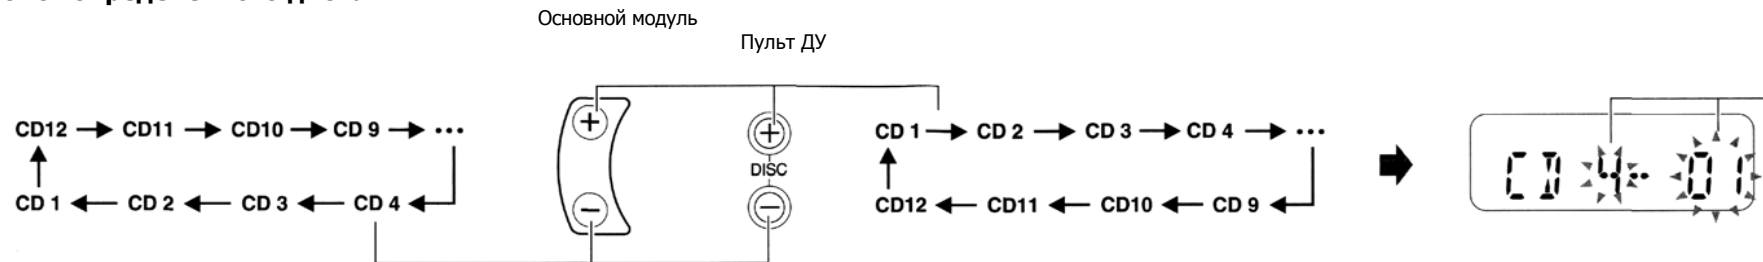 Основной модуль
Пульт ДУ
CD12 → CD11 → CD10 → CD 9 → •••
CD 1 ← CD 2 ← CD 3 ← CD 4
+
−
+
DISC
−
CD 1 → CD 2 → CD 3 → CD 4 → •••
CD12 ← CD11 ← CD10 ← CD 9
CD 4-- 01